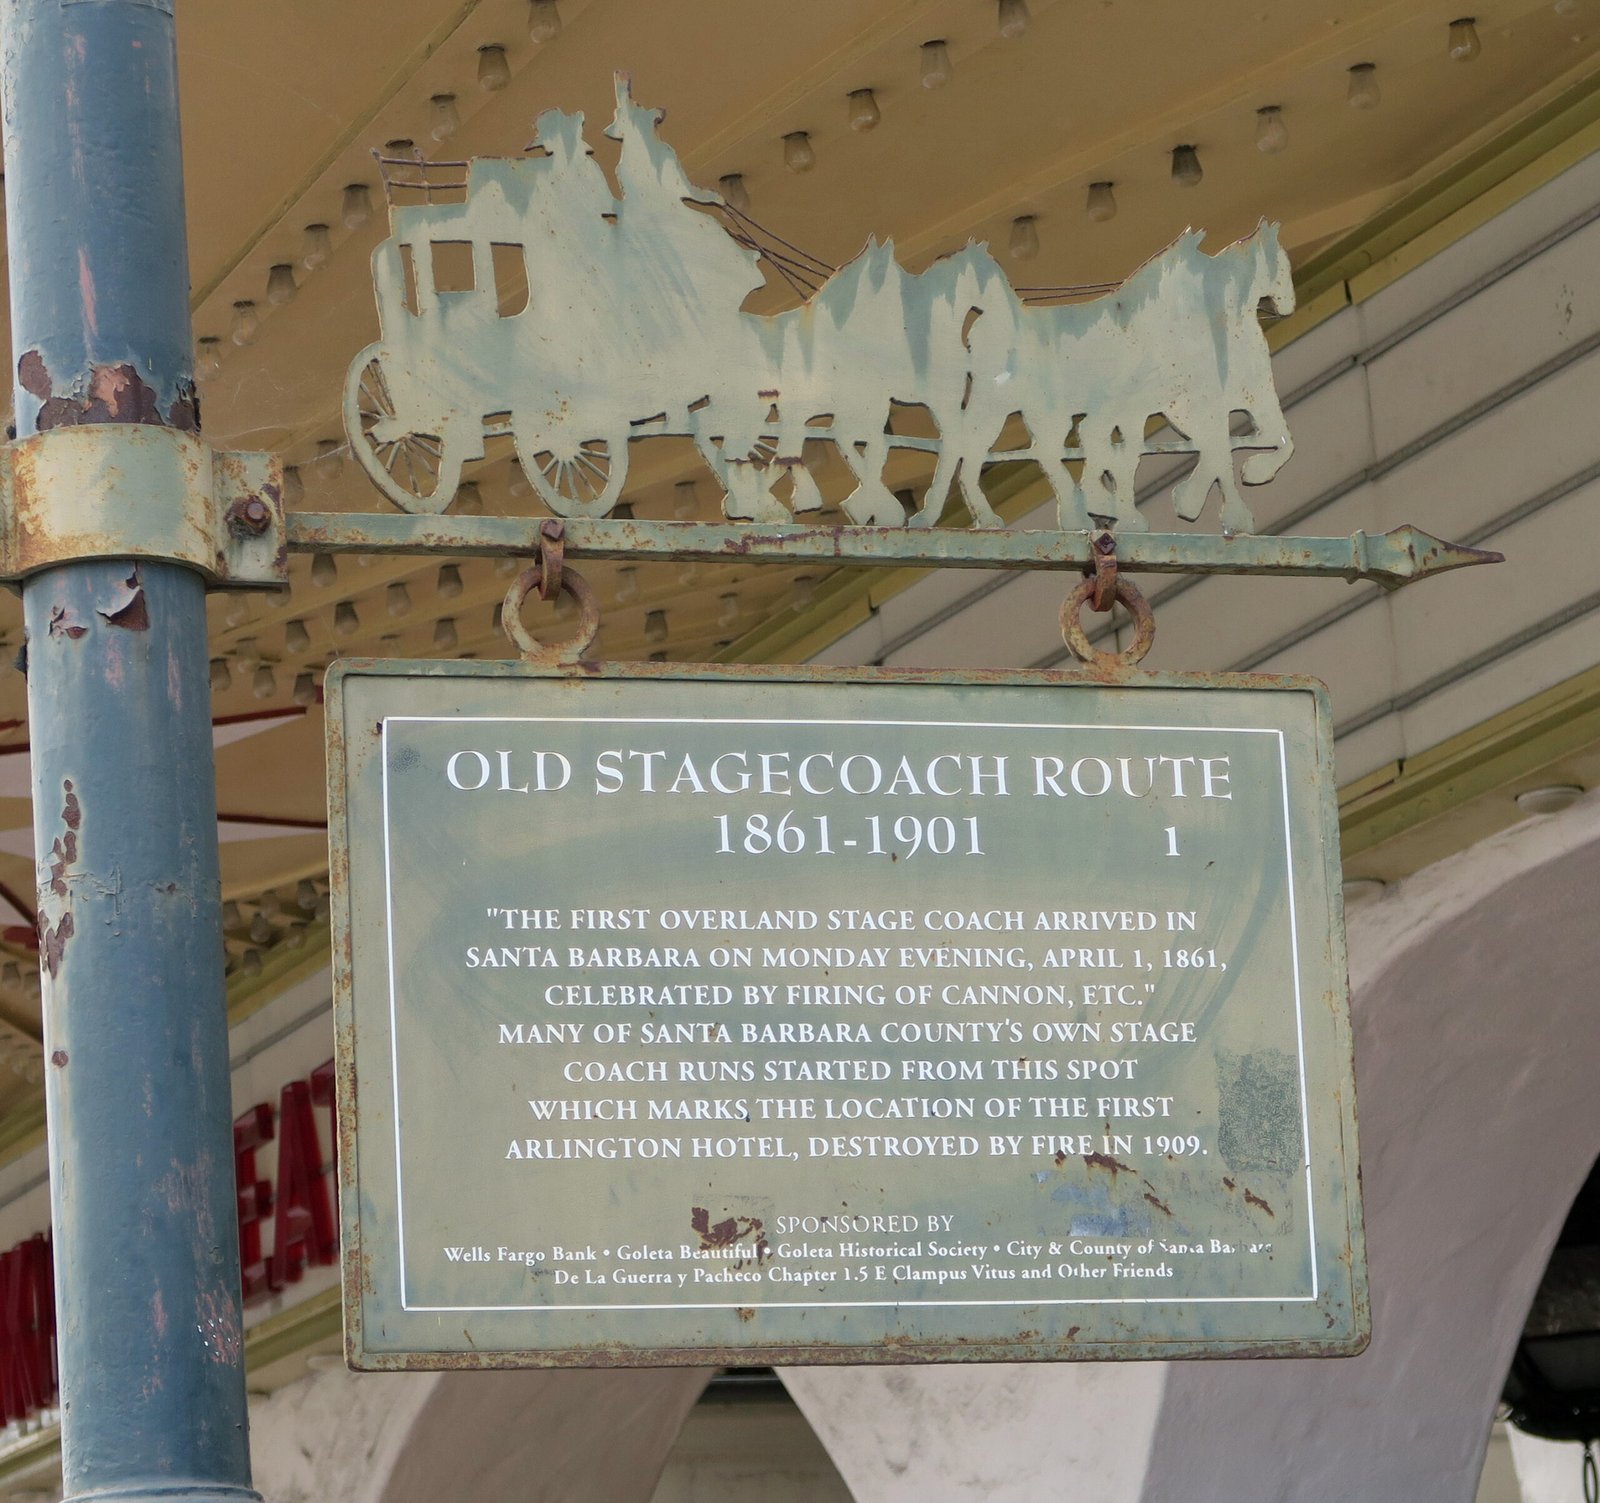 OLD STAGECOACH ROUTE
1861-1901 1
"THE FIRST OVERLAND STAGE COACH ARRIVED IN
SANTA BARBARA ON MONDAY EVENING, APRIL 1, 1861,
CELEBRATED BY FIRING OF CANNON, ETC."
MANY OF SANTA BARBARA COUNTY'S OWN STAGE
COACH RUNS STARTED FROM THIS SPOT
WHICH MARKS THE LOCATION OF THE FIRST
ARLINGTON HOTEL, DESTROYED BY FIRE IN 1909.
SPONSORED BY
Wells Fargo Bank • Goleta Beautiful • Goleta Historical Society • City & County of Santa Barbara
De La Guerra y Pacheco Chapter 1.5 E Clampus Vitus and Other Friends